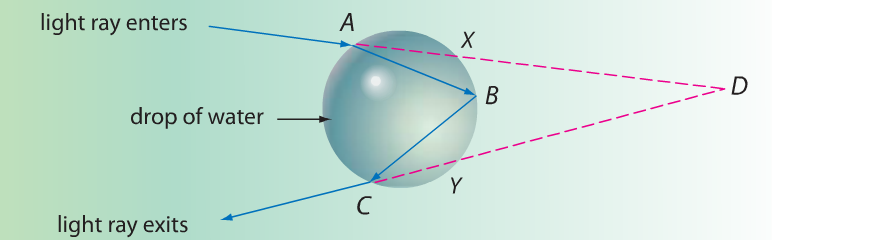 light ray enters
A
X
D
B
drop of water
Y
C
light ray exits